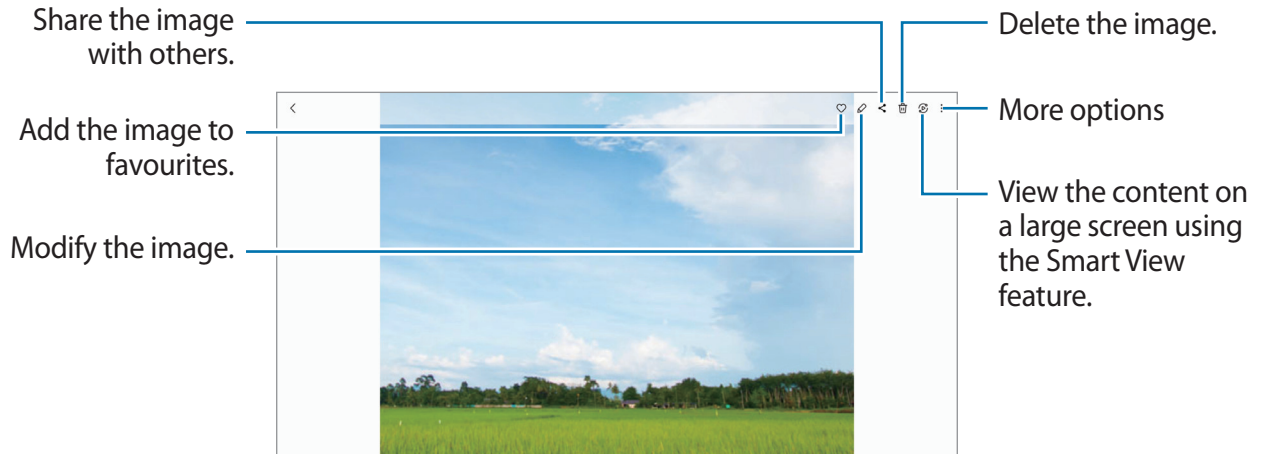 Share the image
with others.
Add the image to
favourites.
Modify the image.
Delete the image.
More options
View the content on
a large screen using
the Smart View
feature.